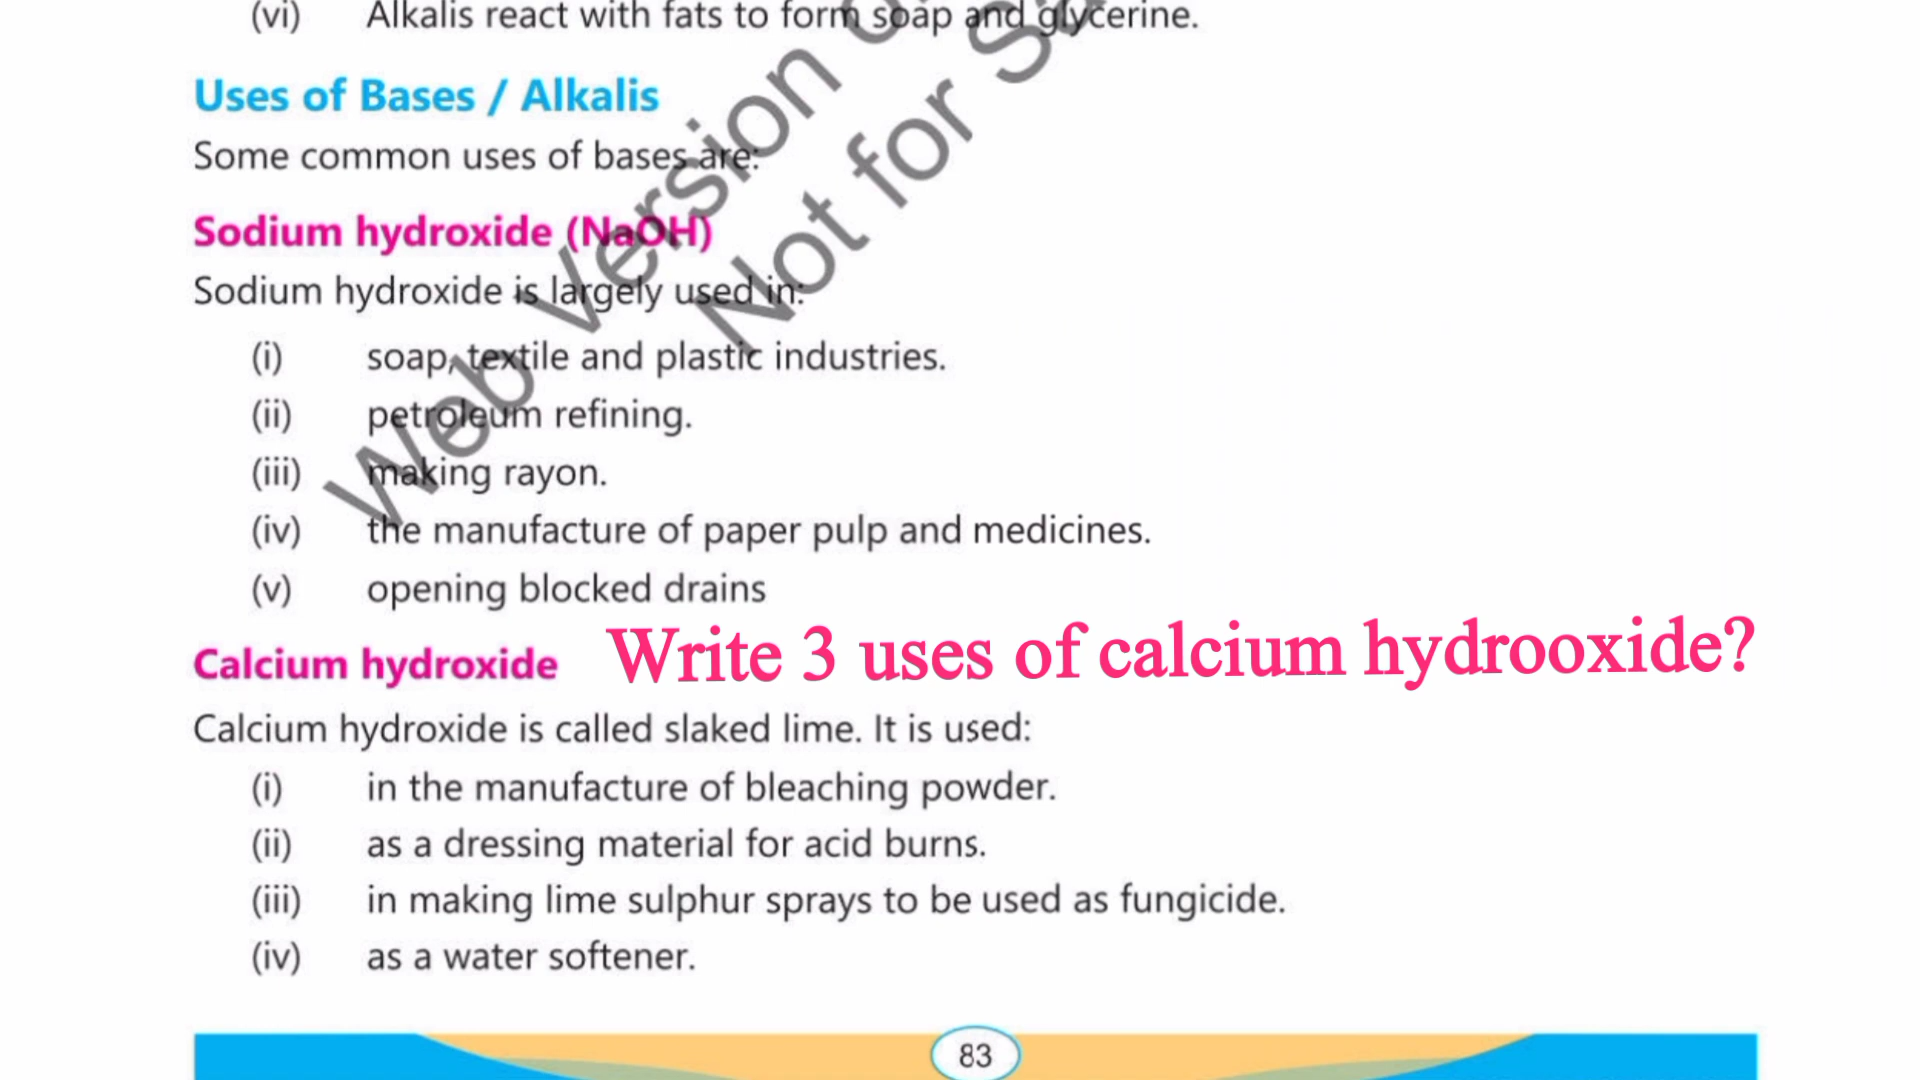 (vi) Alkalis react with fats to form soap and glycerine.
Uses of Bases / Alkalis
Some common uses of bases are:
Sodium hydroxide (NaOH)
Sodium hydroxide is largely used in:
(i) soap, textile and plastic industries.
(ii) petroleum refining.
(iii) making rayon.
(iv) the manufacture of paper pulp and medicines.
(v) opening blocked drains
Calcium hydroxide Write 3 uses of calcium hydrooxide?
Calcium hydroxide is called slaked lime. It is used:
(i) in the manufacture of bleaching powder.
(ii) as a dressing material for acid burns.
(iii) in making lime sulphur sprays to be used as fungicide.
(iv) as a water softener.
83
Web Version
Not for